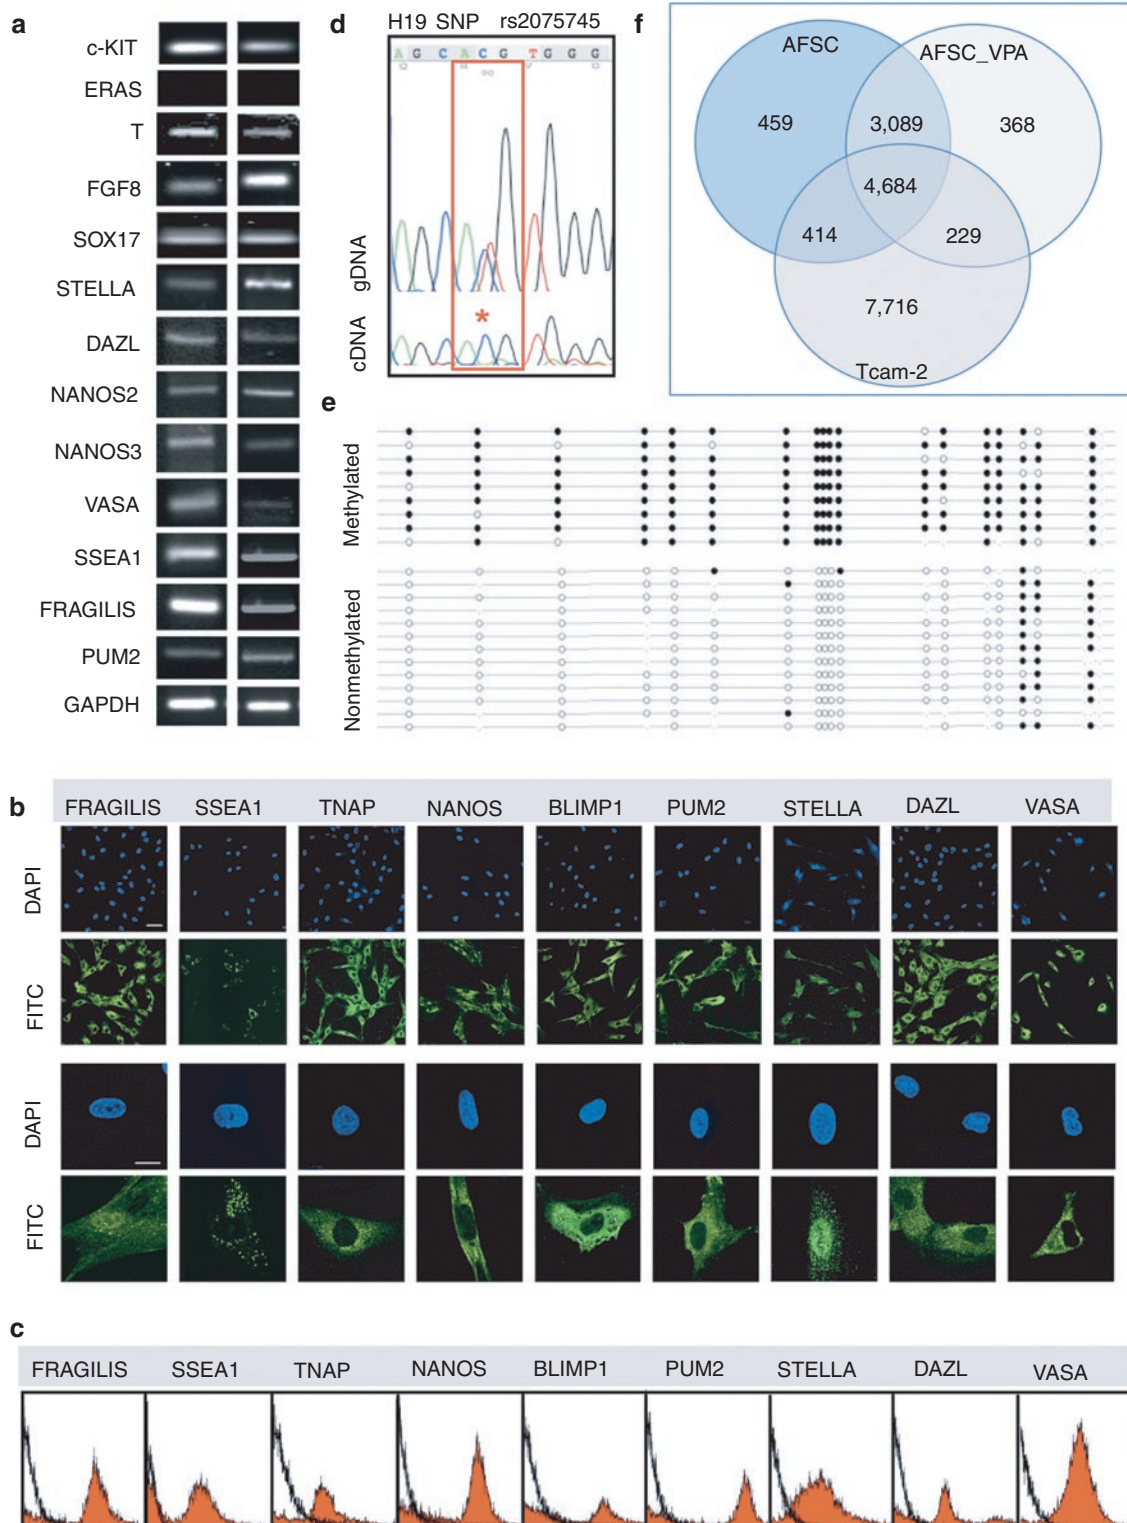 a
c-KIT
ERAS
T
FGF8
SOX17
STELLA
DAZL
NANOS2
NANOS3
VASA
SSEA1
FRAGILIS
PUM2
GAPDH
d
H19 SNP rs2075745
A G C A C G T G G G
gDNA
cDNA
*
f
AFSC
AFSC_VPA
459
3,089
368
4,684
414
229
7,716
Tcam-2
e
Methylated
Nonmethylated
b
FRAGILIS SSEA1 TNAP NANOS BLIMP1 PUM2 STELLA DAZL VASA
DAPI
FITC
DAPI
FITC
c
FRAGILIS SSEA1 TNAP NANOS BLIMP1 PUM2 STELLA DAZL VASA